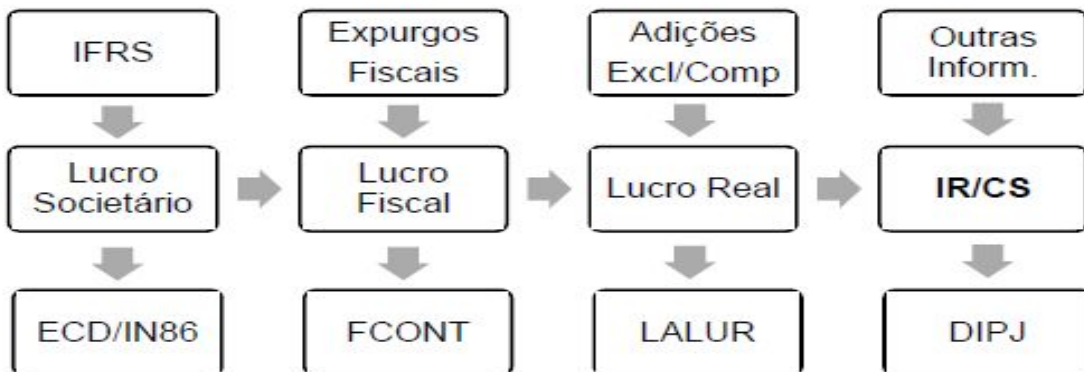 IFRS
Expurgos
Fiscais
Adições
Excl/Comp
Outras
Inform.
Lucro
Societário
Lucro
Fiscal
Lucro Real
IR/CS
ECD/IN86
FCONT
LALUR
DIPJ